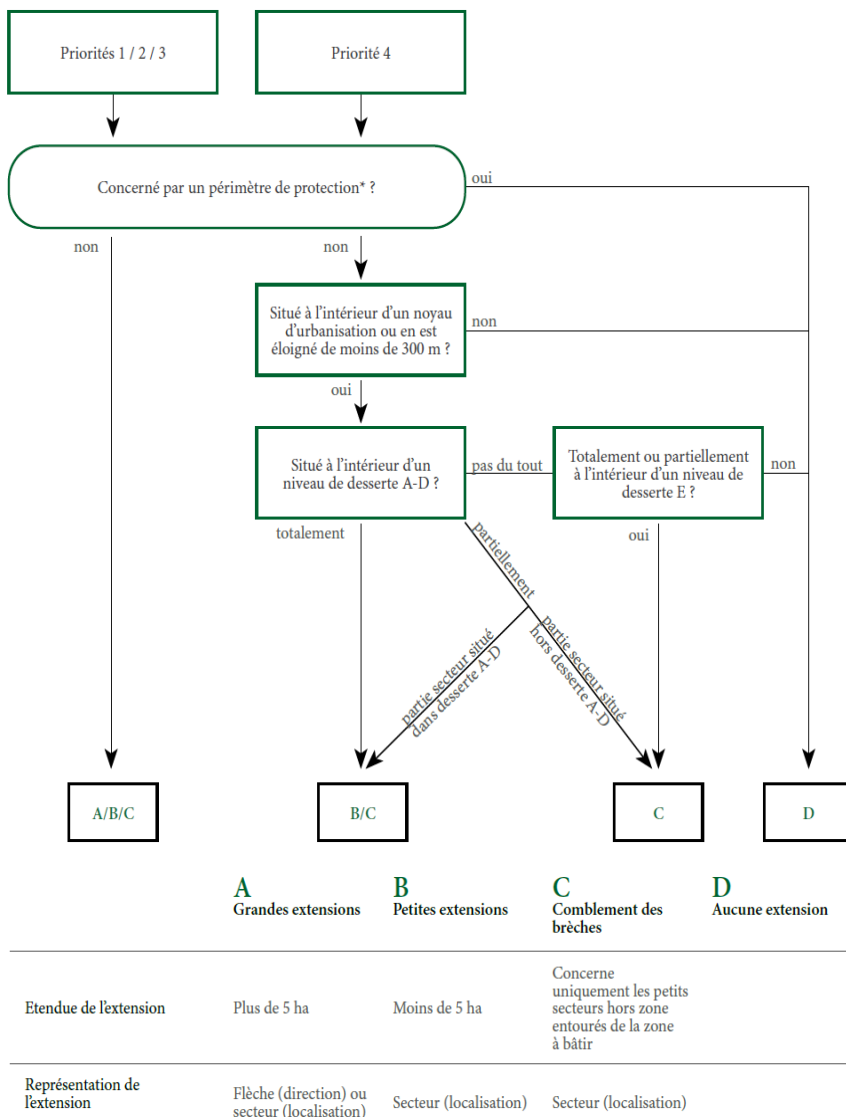 Priorités 1 / 2 / 3
Priorité 4
Concerné par un périmètre de protection* ?
oui
non
non
Situé à l’intérieur d’un noyau
d’urbanisation ou en est
éloigné de moins de 300 m ?
non
oui
Situé à l’intérieur d’un
niveau de desserte A-D ?
pas du tout
Totalement ou partiellement
à l’intérieur d’un niveau de
desserte E ?
non
totalement
partiellement
oui
partie secteur situé
dans desserte A-D
partie secteur situé
hors desserte A-D
A/B/C
B/C
C
D
A
Grandes extensions
B
Petites extensions
C
Comblement des
brèches
D
Aucune extension
Etendue de l’extension
Plus de 5 ha
Moins de 5 ha
Concerne
uniquement les petits
secteurs hors zone
entourés de la zone
à bâtir
Représentation de
l’extension
Flèche (direction) ou
secteur (localisation)
Secteur (localisation)
Secteur (localisation)